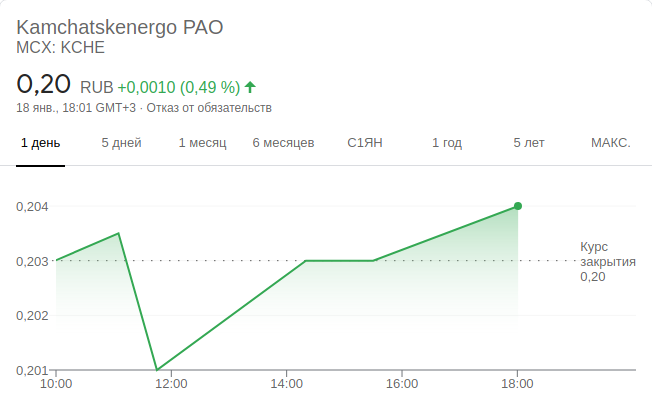 Kamchatskenergo PAO
MCX: KCHE
0,20 RUB +0,0010 (0,49 %)
18 янв., 18:01 GMT+3 · Отказ от обязательств
1 день 5 дней 1 месяц 6 месяцев С1ЯН 1 год 5 лет МАКС.
0,204
0,203
0,202
0,201
Курс
закрытия
0,20
10:00 12:00 14:00 16:00 18:00